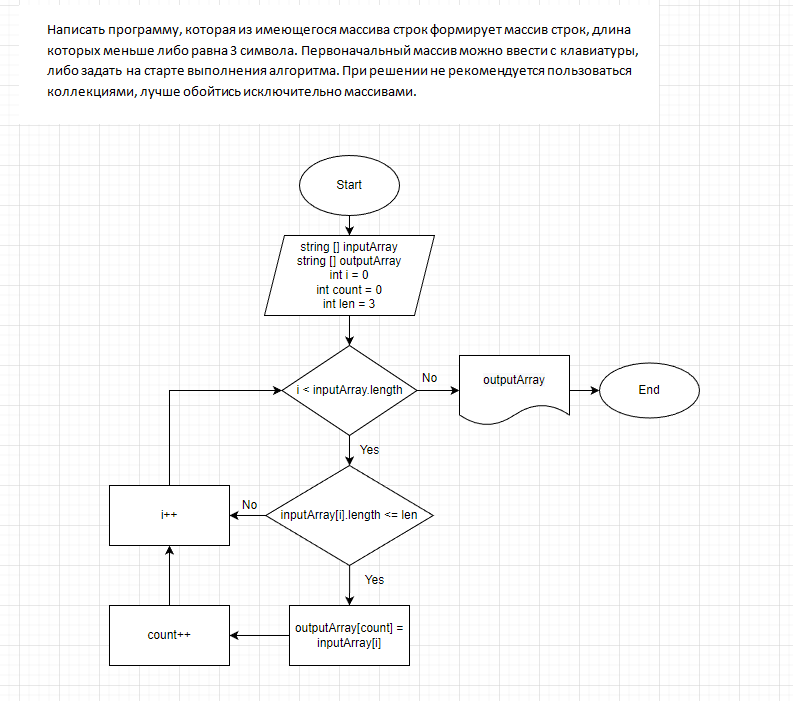 Написать программу, которая из имеющегося массива строк формирует массив строк, длина
которых меньше либо равна 3 символа. Первоначальный массив можно ввести с клавиатуры,
либо задать на старте выполнения алгоритма. При решении не рекомендуется пользоваться
коллекциями, лучше обойтись исключительно массивами.
Start
string [] inputArray
string [] outputArray
int i = 0
int count = 0
int len = 3
i < inputArray.length
No
outputArray
End
Yes
i++
No
inputArray[i].length <= len
Yes
count++
outputArray[count] =
inputArray[i]